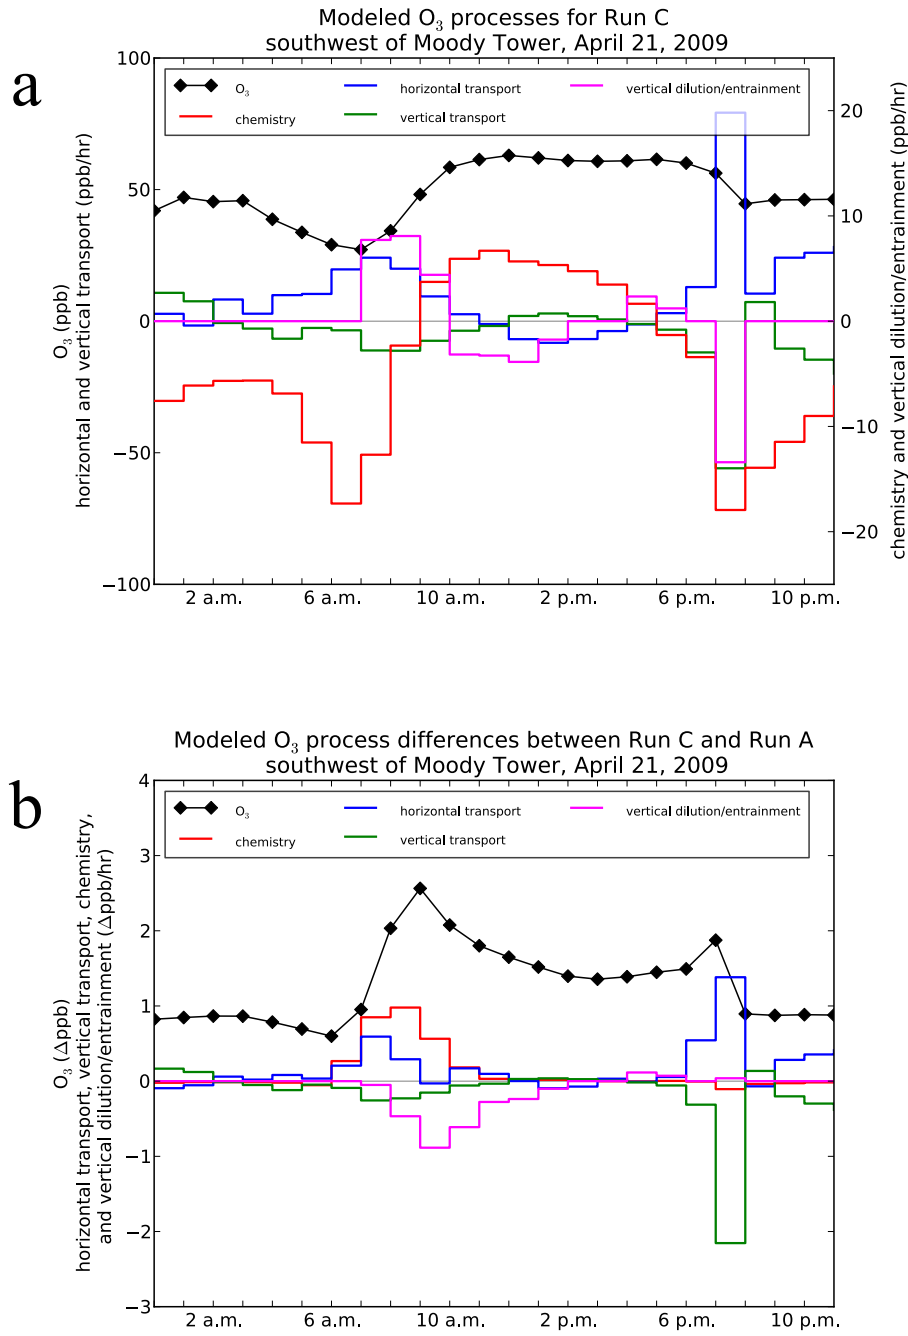 a
Modeled O₃ processes for Run C
southwest of Moody Tower, April 21, 2009
O₃
chemistry
horizontal transport
vertical transport
vertical dilution/entrainment
100
50
0
−50
−100
O₃ (ppb)
horizontal and vertical transport (ppb/hr)
20
10
0
−10
−20
chemistry and vertical dilution/entrainment (ppb/hr)
2 a.m.
6 a.m.
10 a.m.
2 p.m.
6 p.m.
10 p.m.
b
Modeled O₃ process differences between Run C and Run A
southwest of Moody Tower, April 21, 2009
O₃
chemistry
horizontal transport
vertical transport
vertical dilution/entrainment
4
3
2
1
0
−1
−2
−3
O₃ (Δppb)
horizontal transport, vertical transport, chemistry,
and vertical dilution/entrainment (Δppb/hr)
2 a.m.
6 a.m.
10 a.m.
2 p.m.
6 p.m.
10 p.m.